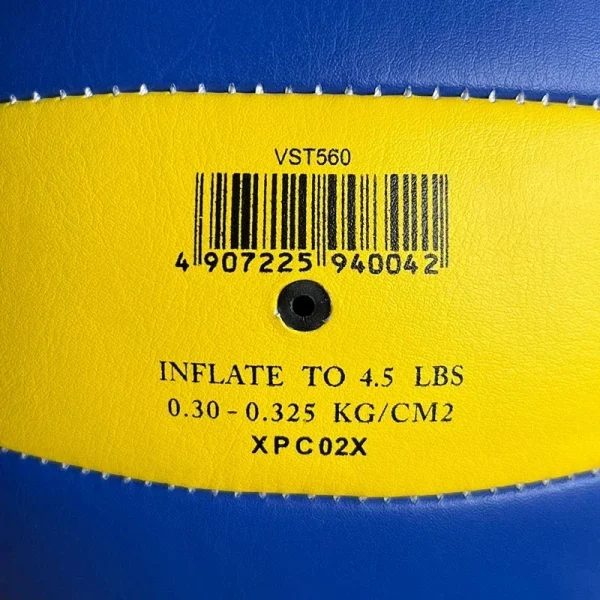 VST560
4 907225 940042
INFLATE TO 4.5 LBS
0.30 - 0.325 KG/CM2
XPC02X